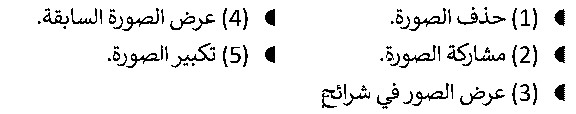 (1) حذف الصورة.
(2) مشاركة الصورة.
(3) عرض الصور في شرائح
(4) عرض الصورة السابقة.
(5) تكبير الصورة.